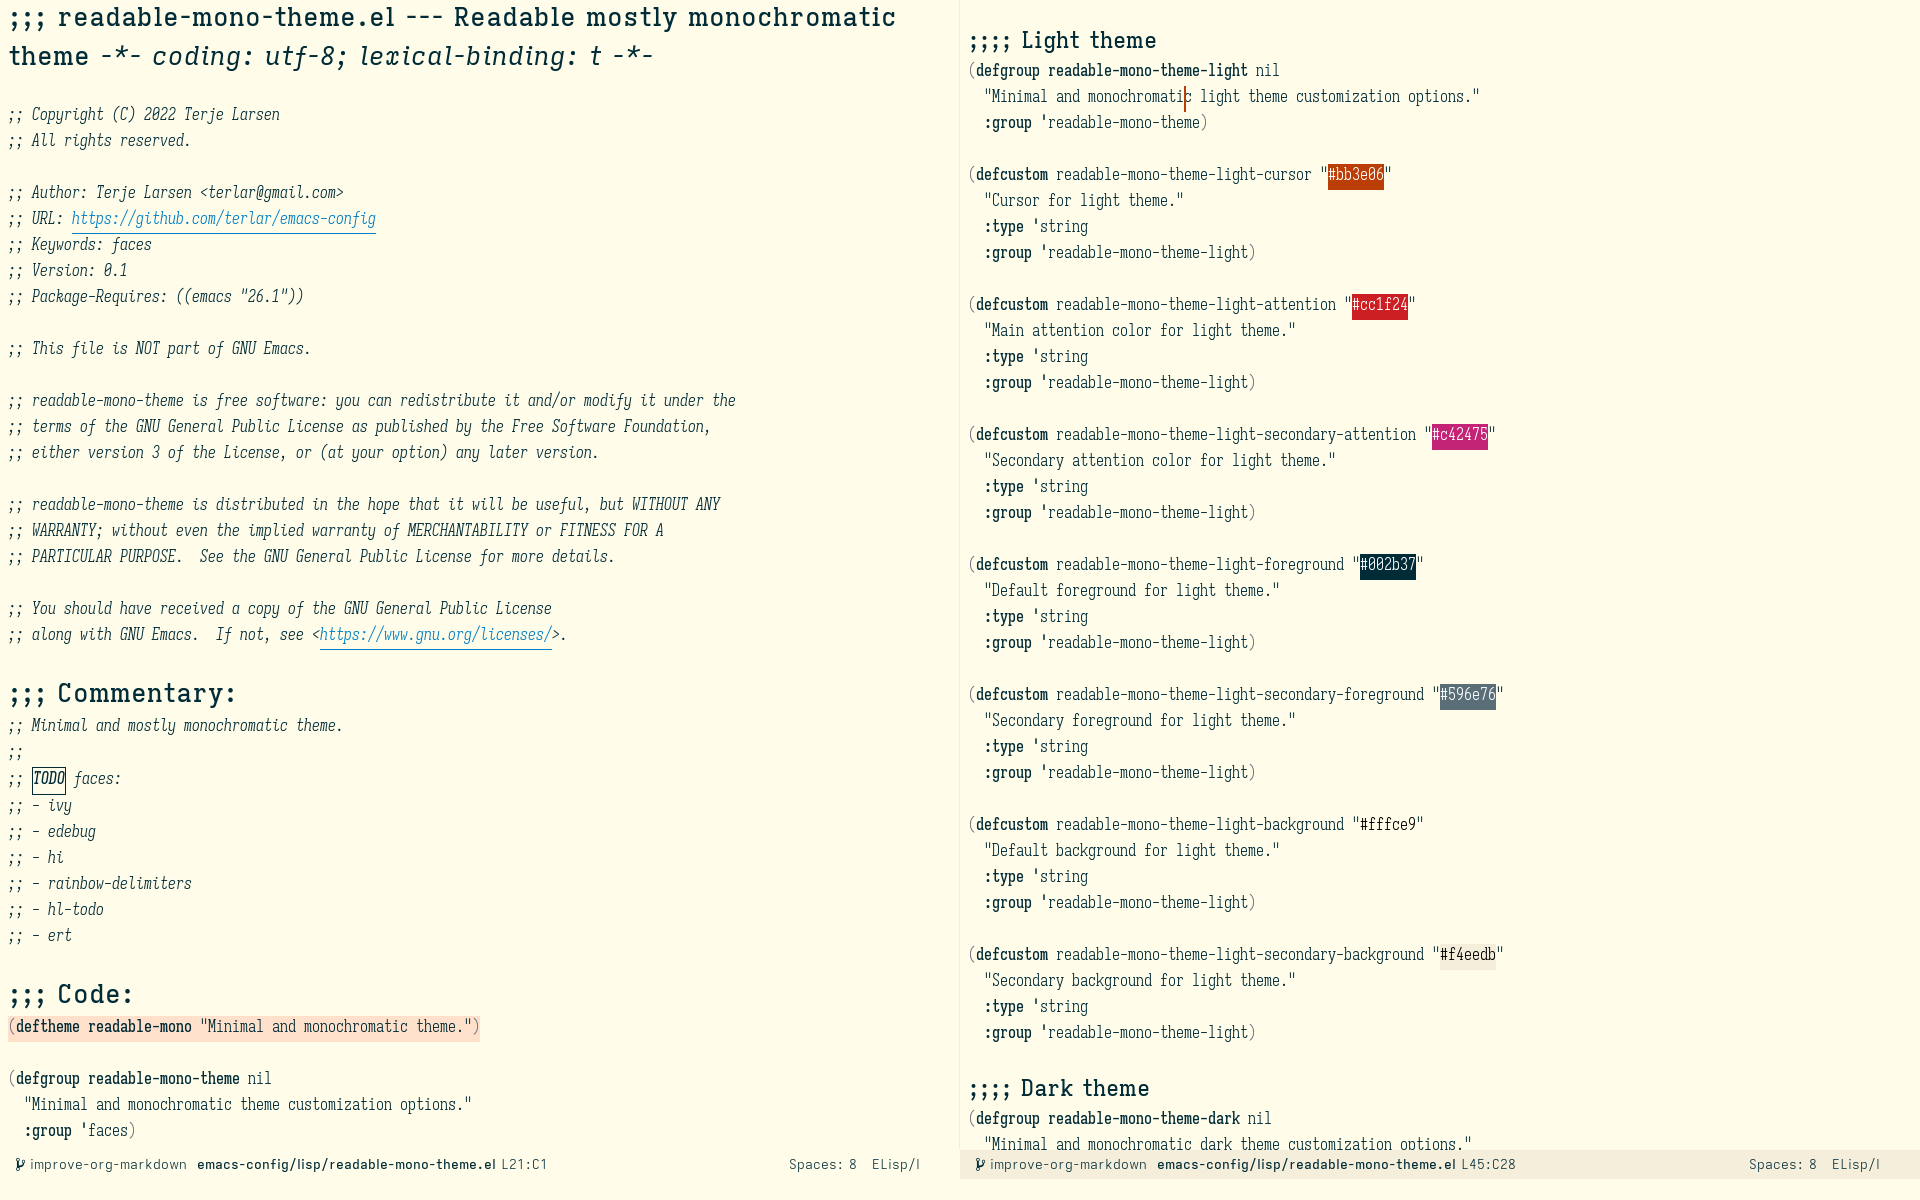 ;;; readable-mono-theme.el --- Readable mostly monochromatic
theme -*- coding: utf-8; lexical-binding: t -*-
;; Copyright (C) 2022 Terje Larsen
;; All rights reserved.
;; Author: Terje Larsen <terlar@gmail.com>
;; URL: https://github.com/terlar/emacs-config
;; Keywords: faces
;; Version: 0.1
;; Package-Requires: ((emacs "26.1"))
;; This file is NOT part of GNU Emacs.
;; readable-mono-theme is free software: you can redistribute it and/or modify it under the
;; terms of the GNU General Public License as published by the Free Software Foundation,
;; either version 3 of the License, or (at your option) any later version.
;; readable-mono-theme is distributed in the hope that it will be useful, but WITHOUT ANY
;; WARRANTY; without even the implied warranty of MERCHANTABILITY or FITNESS FOR A
;; PARTICULAR PURPOSE.  See the GNU General Public License for more details.
;; You should have received a copy of the GNU General Public License
;; along with GNU Emacs.  If not, see <https://www.gnu.org/licenses/>.
;;; Commentary:
;; Minimal and mostly monochromatic theme.
;;
;; TODO faces:
;; - ivy
;; - edebug
;; - hi
;; - rainbow-delimiters
;; - hl-todo
;; - ert
;;; Code:
(deftheme readable-mono "Minimal and monochromatic theme.")
(defgroup readable-mono-theme nil
"Minimal and monochromatic theme customization options."
:group 'faces)
improve-org-markdown emacs-config/lisp/readable-mono-theme.el L21:C1 Spaces: 8 ELisp/l
;;;; Light theme
(defgroup readable-mono-theme-light nil
"Minimal and monochromatic light theme customization options."
:group 'readable-mono-theme)
(defcustom readable-mono-theme-light-cursor "#bb3e06"
"Cursor for light theme."
:type 'string
:group 'readable-mono-theme-light)
(defcustom readable-mono-theme-light-attention "#cc1f24"
"Main attention color for light theme."
:type 'string
:group 'readable-mono-theme-light)
(defcustom readable-mono-theme-light-secondary-attention "#c42475"
"Secondary attention color for light theme."
:type 'string
:group 'readable-mono-theme-light)
(defcustom readable-mono-theme-light-foreground "#002b37"
"Default foreground for light theme."
:type 'string
:group 'readable-mono-theme-light)
(defcustom readable-mono-theme-light-secondary-foreground "#596e76"
"Secondary foreground for light theme."
:type 'string
:group 'readable-mono-theme-light)
(defcustom readable-mono-theme-light-background "#fffce9"
"Default background for light theme."
:type 'string
:group 'readable-mono-theme-light)
(defcustom readable-mono-theme-light-secondary-background "#f4eedb"
"Secondary background for light theme."
:type 'string
:group 'readable-mono-theme-light)
;;;; Dark theme
(defgroup readable-mono-theme-dark nil
"Minimal and monochromatic dark theme customization options."
improve-org-markdown emacs-config/lisp/readable-mono-theme.el L45:C28 Spaces: 8 ELisp/l